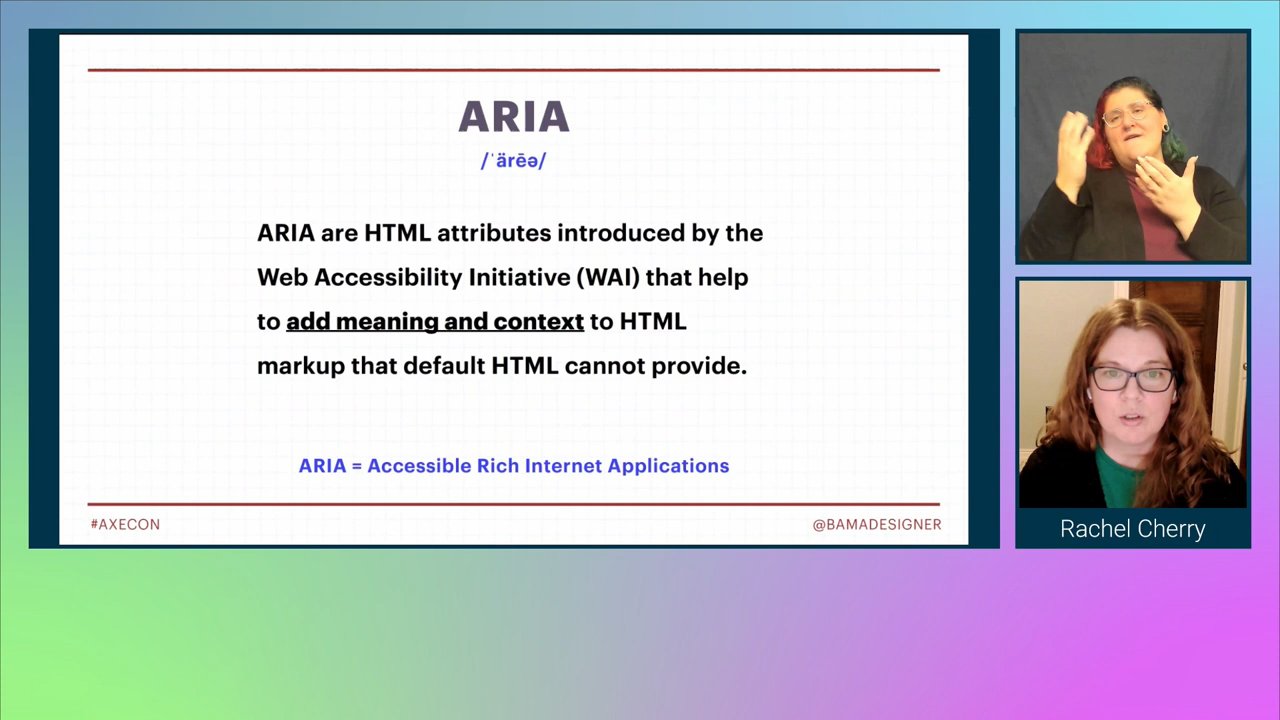 ARIA
/ˈärēə/
ARIA are HTML attributes introduced by the
Web Accessibility Initiative (WAI) that help
to add meaning and context to HTML
markup that default HTML cannot provide.
ARIA = Accessible Rich Internet Applications
#AXECON
@BAMADESIGNER
Rachel Cherry